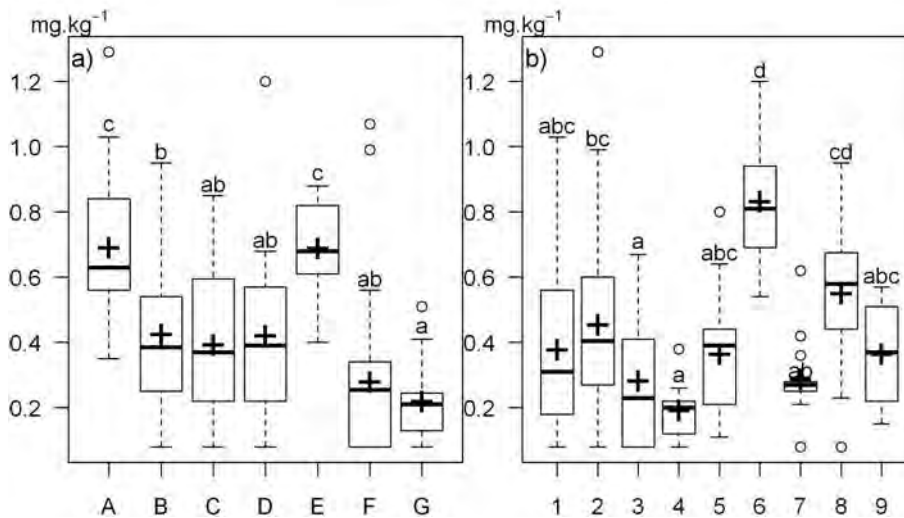 mg.kg⁻¹ mg.kg⁻¹
a) b)
1.2 1.2
c abc bc d
b cd
1.0 1.0
ab c
0.8 0.8
ab a abc
0.6 0.6
ab abc
a
0.4 0.4
a ab
0.2 0.2
A B C D E F G 1 2 3 4 5 6 7 8 9